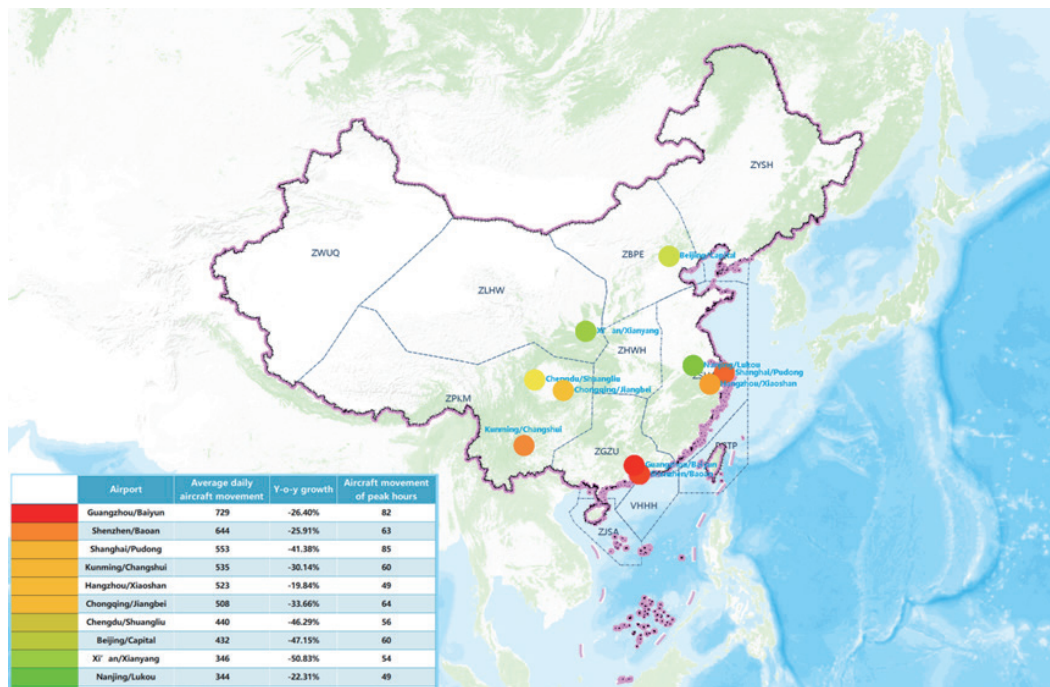 ZYSH
ZWUQ
ZBPE
Beijing/Capital
ZLHW
Xi' an/Xianyang
ZHWH
Nanjing/Lukou
Shanghai/Pudong
Chengdu/Shuangliu
Hangzhou/Xiaoshan
Chongqing/Jiangbei
ZPKM
Kunming/Changshui
ZGZU
Guangzhou/Baiyun
Shenzhen/Baoan
VHHH
ZJSA
Airport Average daily aircraft movement Y-o-y growth Aircraft movement of peak hours
Guangzhou/Baiyun 729 -26.40% 82
Shenzhen/Baoan 644 -25.91% 63
Shanghai/Pudong 553 -41.38% 85
Kunming/Changshui 535 -30.14% 60
Hangzhou/Xiaoshan 523 -19.84% 49
Chongqing/Jiangbei 508 -33.66% 64
Chengdu/Shuangliu 440 -46.29% 56
Beijing/Capital 432 -47.15% 60
Xi' an/Xianyang 346 -50.83% 54
Nanjing/Lukou 344 -22.31% 49